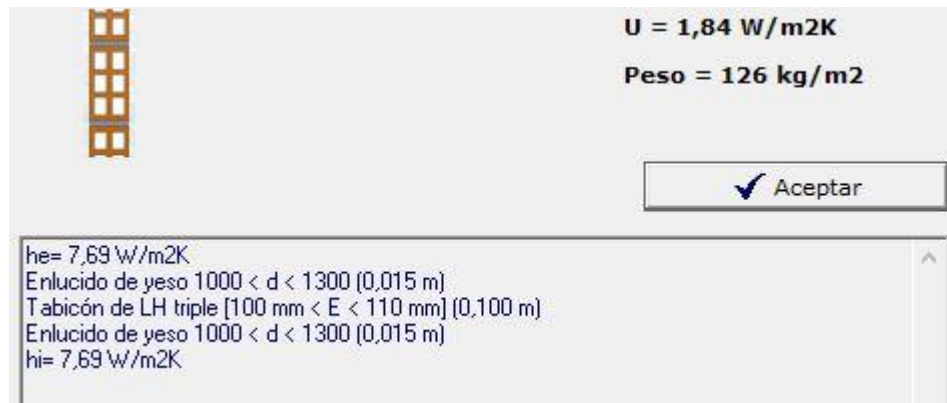 U = 1,84 W/m2K
Peso = 126 kg/m2
Aceptar
he= 7,69 W/m2K
Enlucido de yeso 1000 < d < 1300 (0,015 m)
Tabicón de LH triple [100 mm < E < 110 mm] (0,100 m)
Enlucido de yeso 1000 < d < 1300 (0,015 m)
hi= 7,69 W/m2K